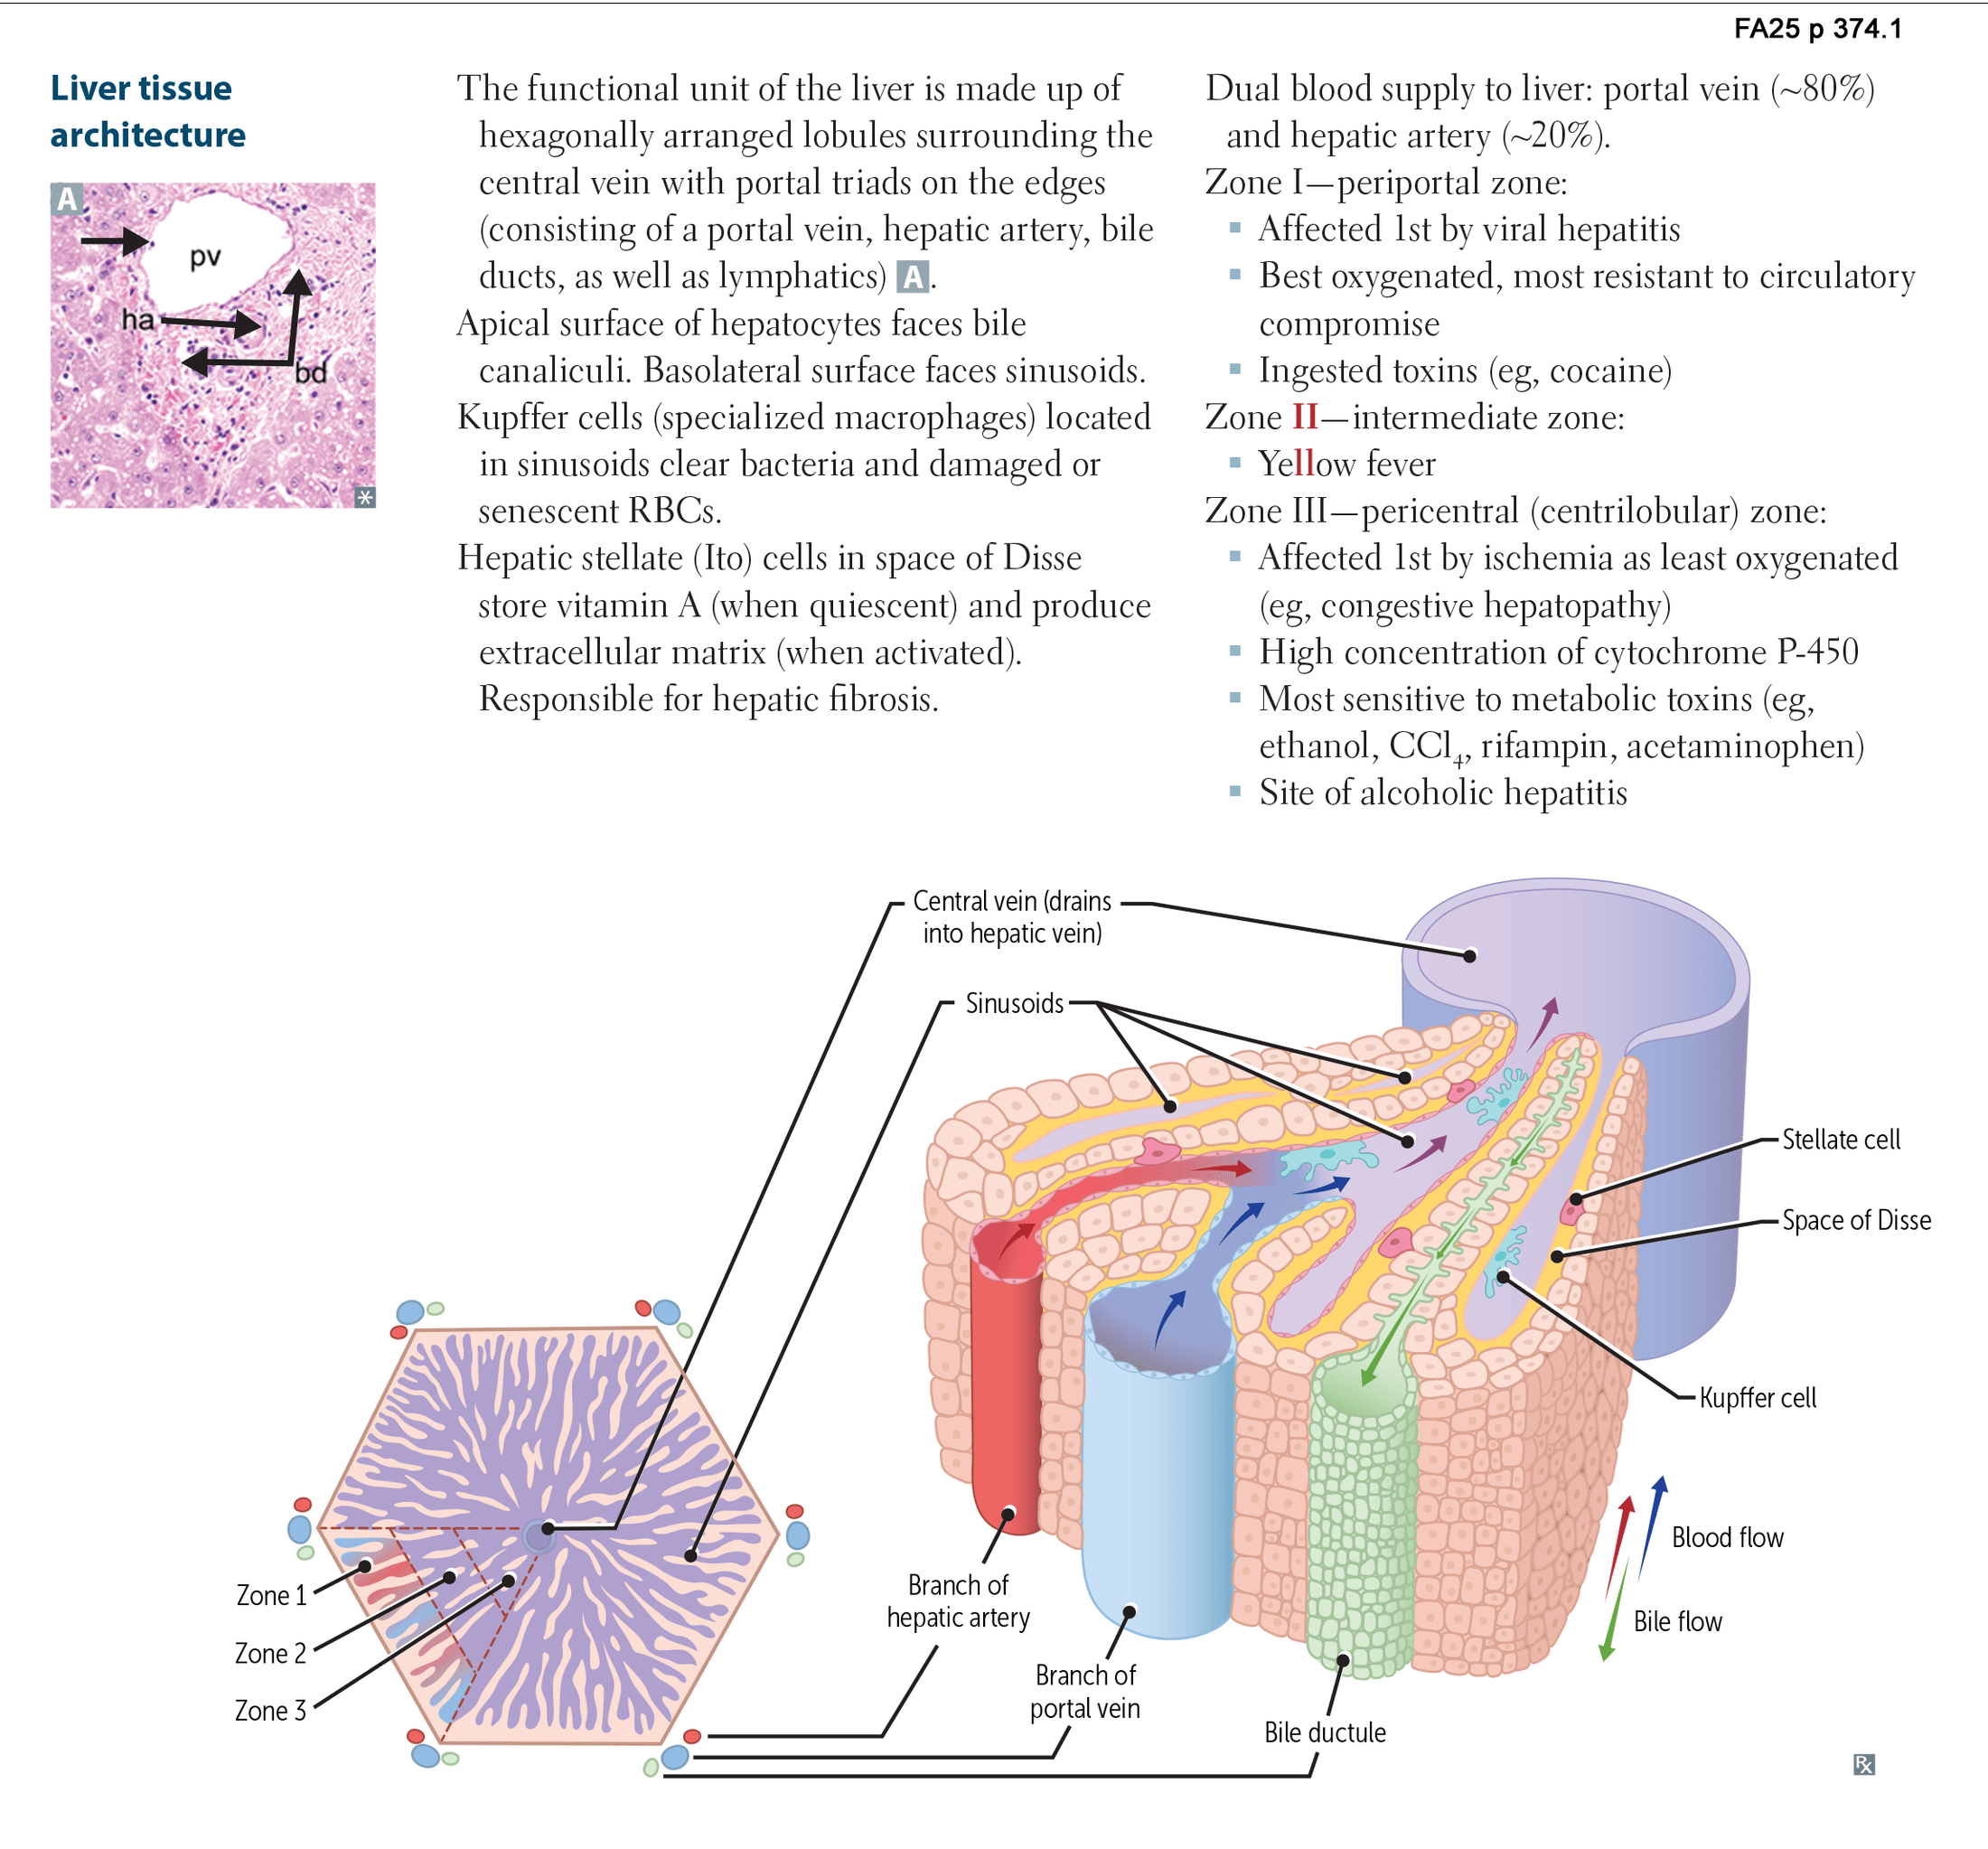 FA25 p 374.1
Liver tissue
architecture
A
pv
ha
bd
*
The functional unit of the liver is made up of
hexagonally arranged lobules surrounding the
central vein with portal triads on the edges
(consisting of a portal vein, hepatic artery, bile
ducts, as well as lymphatics) A.
Apical surface of hepatocytes faces bile
canaliculi. Basolateral surface faces sinusoids.
Kupffer cells (specialized macrophages) located
in sinusoids clear bacteria and damaged or
senescent RBCs.
Hepatic stellate (Ito) cells in space of Disse
store vitamin A (when quiescent) and produce
extracellular matrix (when activated).
Responsible for hepatic fibrosis.
Dual blood supply to liver: portal vein (~80%)
and hepatic artery (~20%).
Zone I—periportal zone:
▪ Affected 1st by viral hepatitis
▪ Best oxygenated, most resistant to circulatory
compromise
▪ Ingested toxins (eg, cocaine)
Zone II—intermediate zone:
▪ Yellow fever
Zone III—pericentral (centrilobular) zone:
▪ Affected 1st by ischemia as least oxygenated
(eg, congestive hepatopathy)
▪ High concentration of cytochrome P-450
▪ Most sensitive to metabolic toxins (eg,
ethanol, CCl₄, rifampin, acetaminophen)
▪ Site of alcoholic hepatitis
Central vein (drains
into hepatic vein)
Sinusoids
Stellate cell
Space of Disse
Kupffer cell
Blood flow
Bile flow
Zone 1
Zone 2
Zone 3
Branch of
hepatic artery
Branch of
portal vein
Bile ductule
Rx